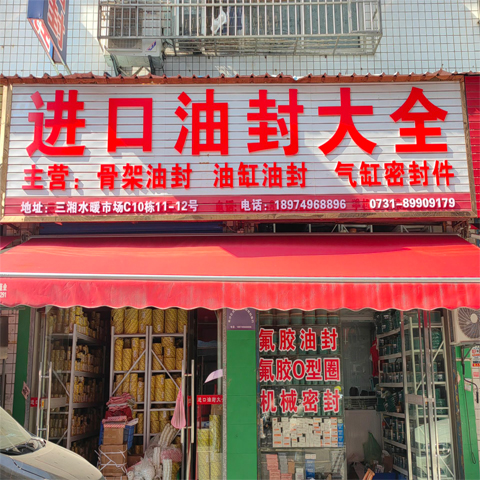 进口油封大全
主营：骨架油封 油缸油封 气缸密封件
地址：三湘水暖市场C10栋11-12号 电话：18974968896 0731-89909179
氟胶油封
氟胶O型圈
机械密封